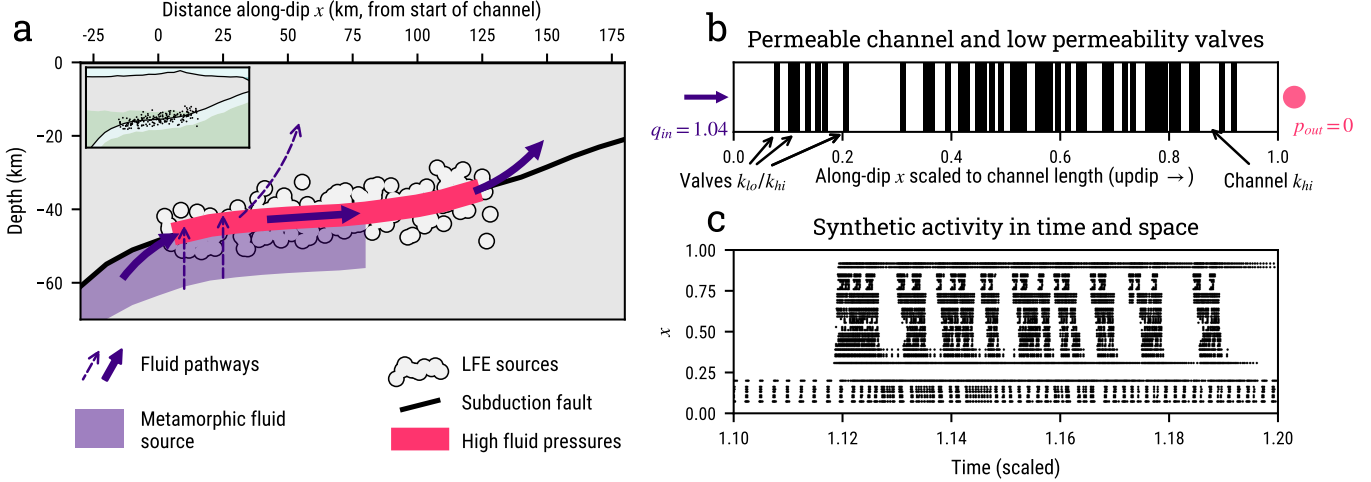 a
Distance along-dip x (km, from start of channel)
-25 0 25 50 75 100 125 150 175
0
−20
−40
−60
Depth (km)
Fluid pathways
Metamorphic fluid
source
LFE sources
Subduction fault
High fluid pressures
b
Permeable channel and low permeability valves
q_in = 1.04
p_out = 0
0.0 0.2 0.4 0.6 0.8 1.0
Valves k_lo/k_hi
Along-dip x scaled to channel length (updip →)
Channel k_hi
c
Synthetic activity in time and space
1.00
0.75
0.50
0.25
0.00
x
1.10 1.12 1.14 1.16 1.18 1.20
Time (scaled)